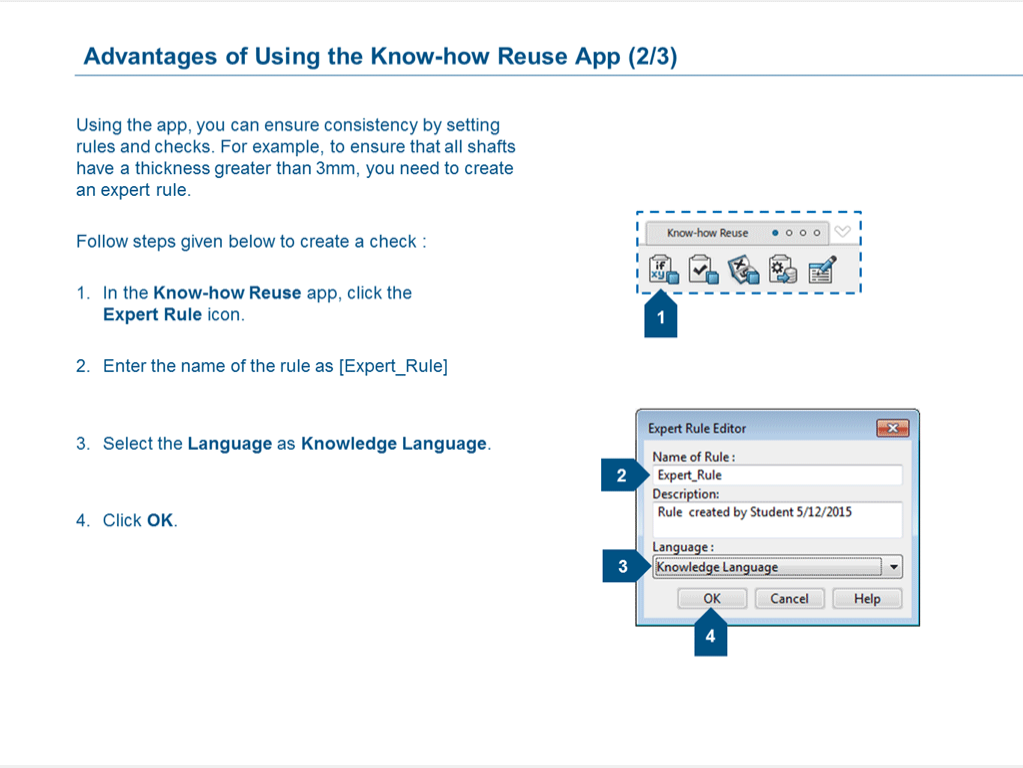 Advantages of Using the Know-how Reuse App (2/3)
Using the app, you can ensure consistency by setting
rules and checks. For example, to ensure that all shafts
have a thickness greater than 3mm, you need to create
an expert rule.
Follow steps given below to create a check :
1. In the Know-how Reuse app, click the
Expert Rule icon.
2. Enter the name of the rule as [Expert_Rule]
3. Select the Language as Knowledge Language.
4. Click OK.
Know-how Reuse
if
xy
1
Expert Rule Editor
Name of Rule :
2
Expert_Rule
Description:
Rule created by Student 5/12/2015
Language :
3
Knowledge Language
OK Cancel Help
4